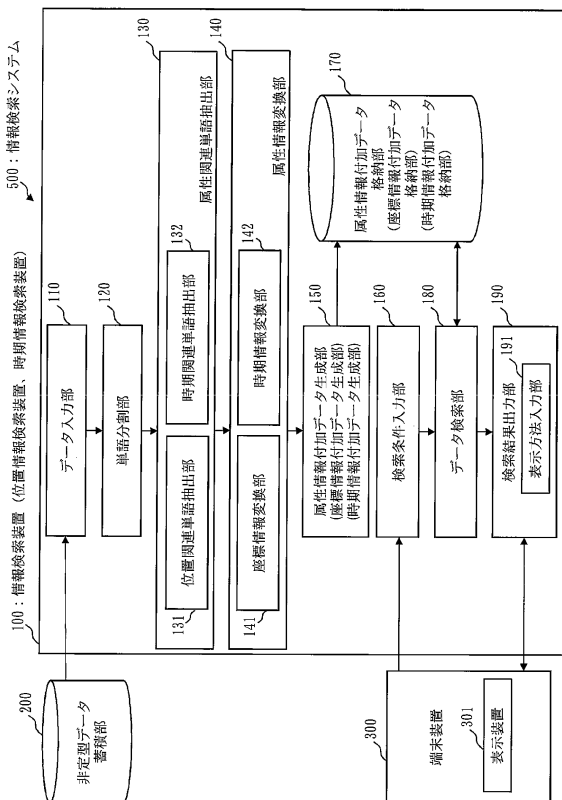 500：情報検索システム
100：情報検索装置（位置情報検索装置、時期情報検索装置）
200
非定型データ
蓄積部
110
データ入力部
120
単語分割部
130
属性関連単語抽出部
131
位置関連単語抽出部
132
時期関連単語抽出部
140
属性情報変換部
141
座標情報変換部
142
時期情報変換部
150
属性情報付加データ生成部
(座標情報付加データ生成部)
(時期情報付加データ生成部)
160
検索条件入力部
170
属性情報付加データ
格納部
(座標情報付加データ
格納部)
(時期情報付加データ
格納部)
180
データ検索部
190
検索結果出力部
191
表示方法入力部
300
端末装置
301
表示装置